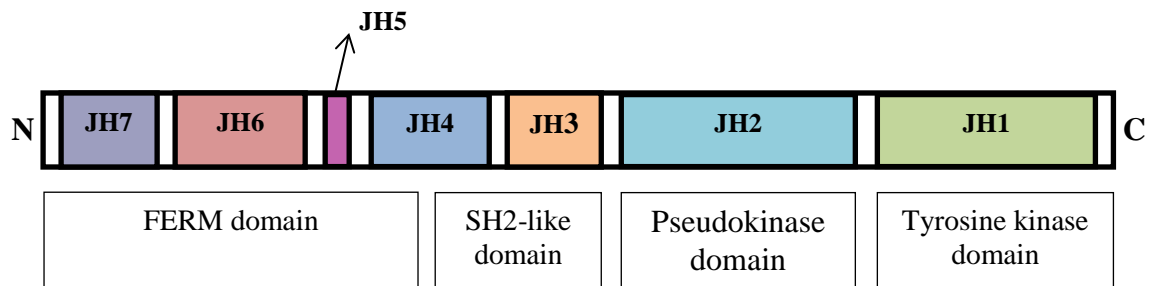 JH5
N JH7 JH6 JH4 JH3 JH2 JH1 C
FERM domain
SH2-like
domain
Pseudokinase
domain
Tyrosine kinase
domain